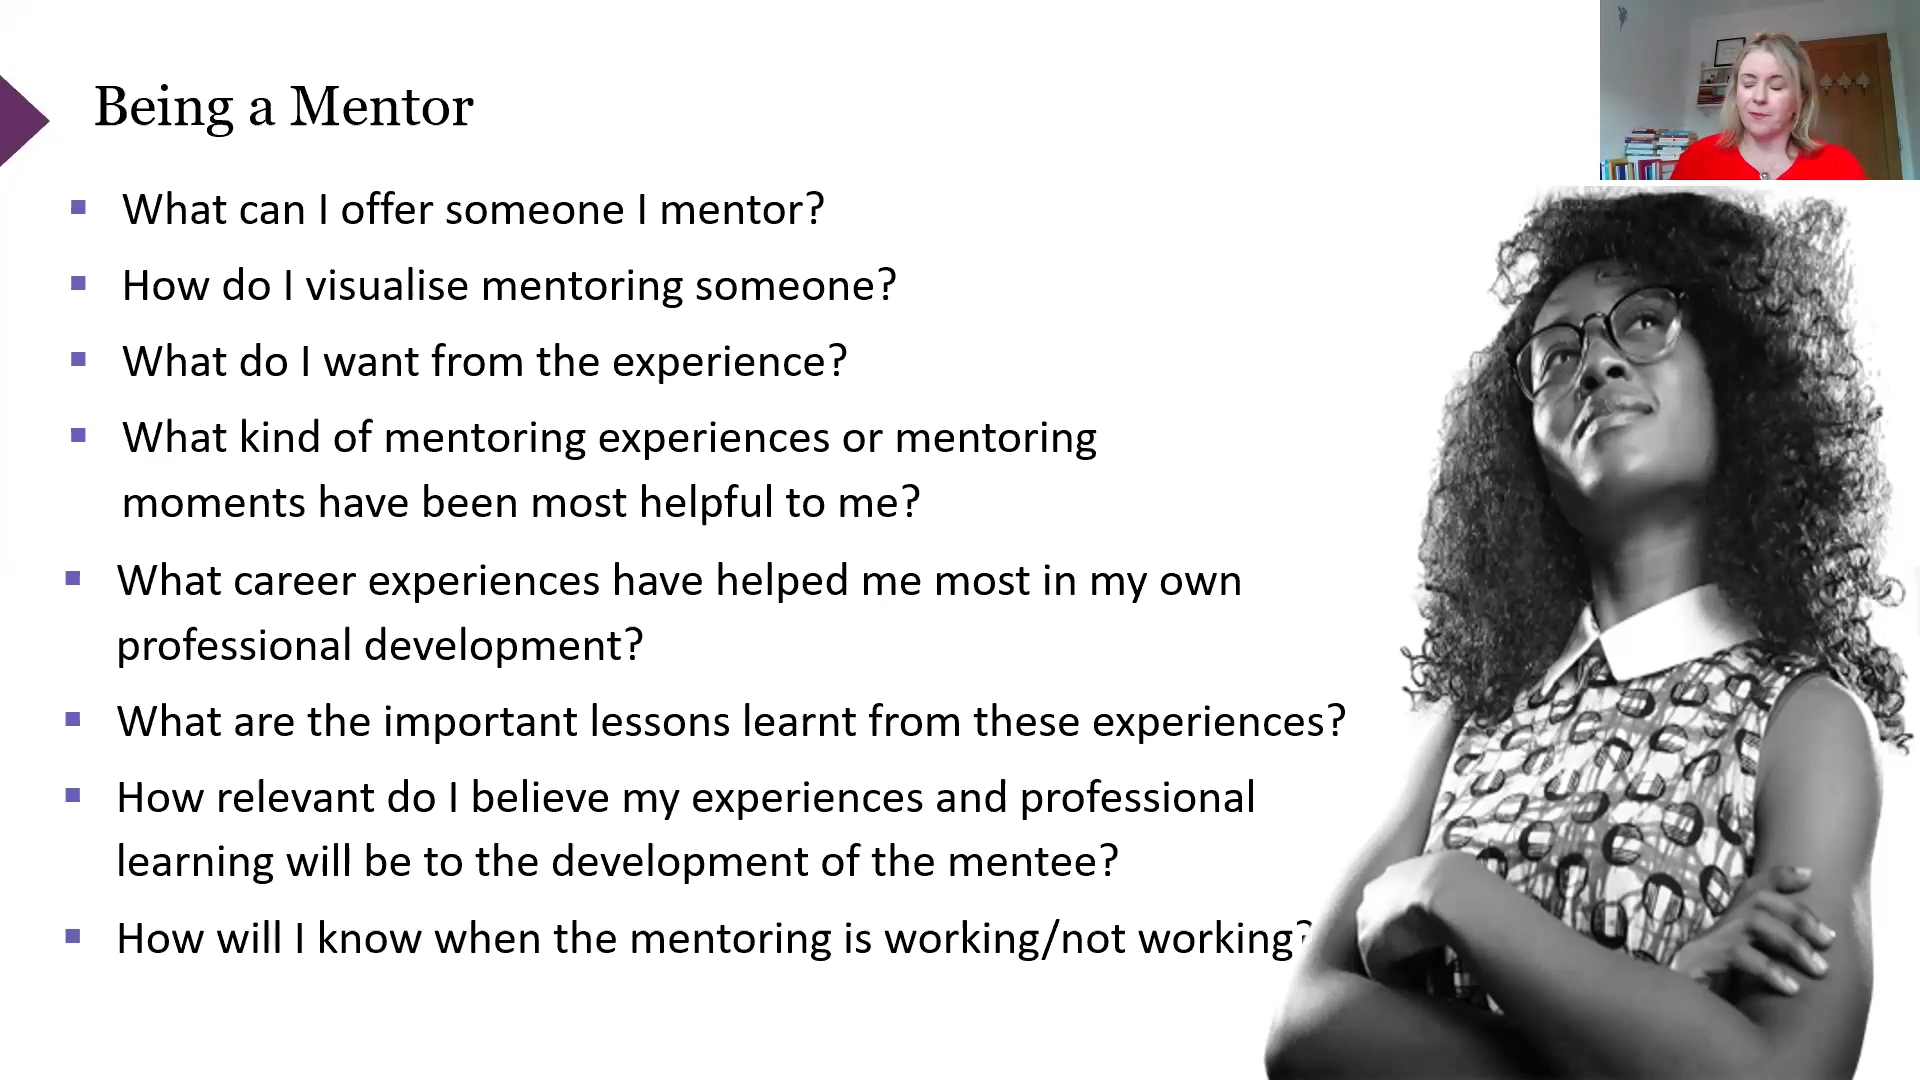 Being a Mentor
What can I offer someone I mentor?
How do I visualise mentoring someone?
What do I want from the experience?
What kind of mentoring experiences or mentoring
moments have been most helpful to me?
What career experiences have helped me most in my own
professional development?
What are the important lessons learnt from these experiences?
How relevant do I believe my experiences and professional
learning will be to the development of the mentee?
How will I know when the mentoring is working/not working?